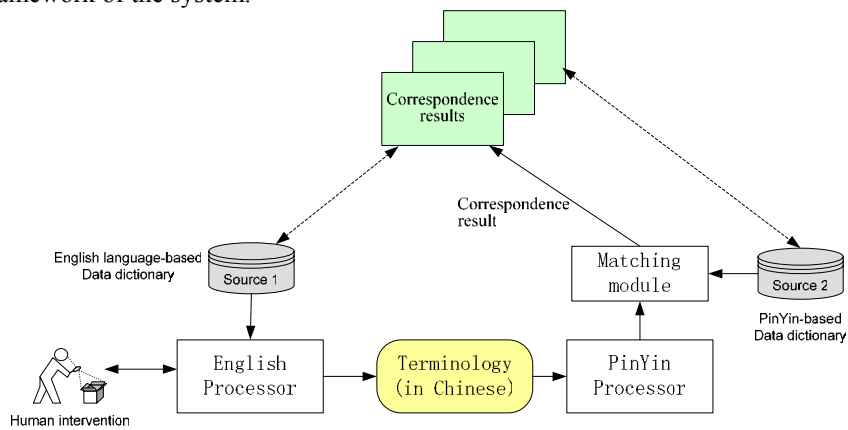 amework of the system.
Correspondence
results
Correspondence
result
English language-based
Data dictionary
Source 1
Matching
module
Source 2
PinYin-based
Data dictionary
English
Processor
Terminology
(in Chinese)
PinYin
Processor
Human intervention